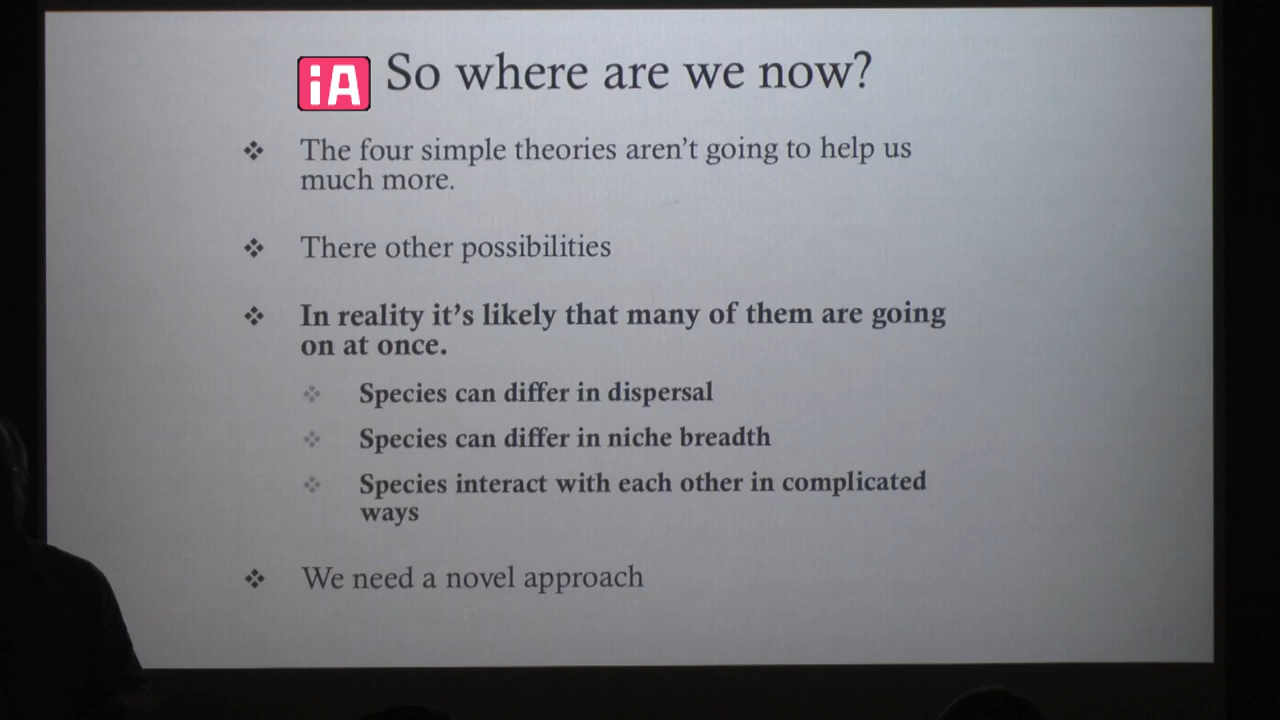 iA So where are we now?
The four simple theories aren't going to help us
much more.
There other possibilities
In reality it's likely that many of them are going
on at once.
Species can differ in dispersal
Species can differ in niche breadth
Species interact with each other in complicated
ways
We need a novel approach